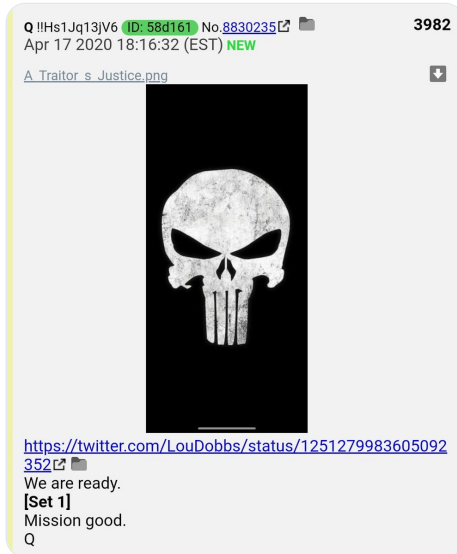 Q !!Hs1Jq13jV6 ID: 58d161 No.8830235 3982
Apr 17 2020 18:16:32 (EST) NEW
A_Traitor_s_Justice.png
https://twitter.com/LouDobbs/status/1251279983605092
352
We are ready.
[Set 1]
Mission good.
Q